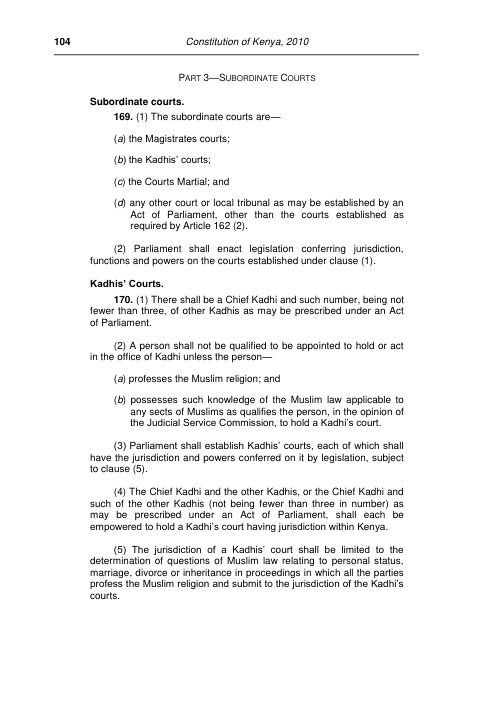 104 Constitution of Kenya, 2010
PART 3—SUBORDINATE COURTS
Subordinate courts.
169. (1) The subordinate courts are—
(a) the Magistrates courts;
(b) the Kadhis' courts;
(c) the Courts Martial; and
(d) any other court or local tribunal as may be established by an
Act of Parliament, other than the courts established as
required by Article 162 (2).
(2) Parliament shall enact legislation conferring jurisdiction,
functions and powers on the courts established under clause (1).
Kadhis' Courts.
170. (1) There shall be a Chief Kadhi and such number, being not
fewer than three, of other Kadhis as may be prescribed under an Act
of Parliament.
(2) A person shall not be qualified to be appointed to hold or act
in the office of Kadhi unless the person—
(a) professes the Muslim religion; and
(b) possesses such knowledge of the Muslim law applicable to
any sects of Muslims as qualifies the person, in the opinion of
the Judicial Service Commission, to hold a Kadhi's court.
(3) Parliament shall establish Kadhis' courts, each of which shall
have the jurisdiction and powers conferred on it by legislation, subject
to clause (5).
(4) The Chief Kadhi and the other Kadhis, or the Chief Kadhi and
such of the other Kadhis (not being fewer than three in number) as
may be prescribed under an Act of Parliament, shall each be
empowered to hold a Kadhi's court having jurisdiction within Kenya.
(5) The jurisdiction of a Kadhis' court shall be limited to the
determination of questions of Muslim law relating to personal status,
marriage, divorce or inheritance in proceedings in which all the parties
profess the Muslim religion and submit to the jurisdiction of the Kadhi's
courts.